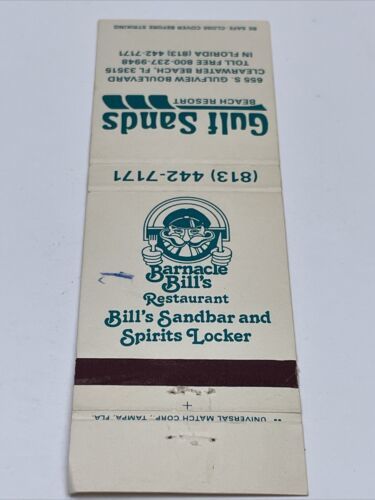 BE SAFE CLOSE COVER BEFORE STRIKING
Gulf Sands
BEACH RESORT
655 S. GULFVIEW BOULEVARD
CLEARWATER BEACH, FL 33515
TOLL FREE 800-237-9948
IN FLORIDA (813) 442-7171
(813) 442-7171
Barnacle
Bill's
Restaurant
Bill's Sandbar and
Spirits Locker
UNIVERSAL MATCH CORP., TAMPA, FLA.